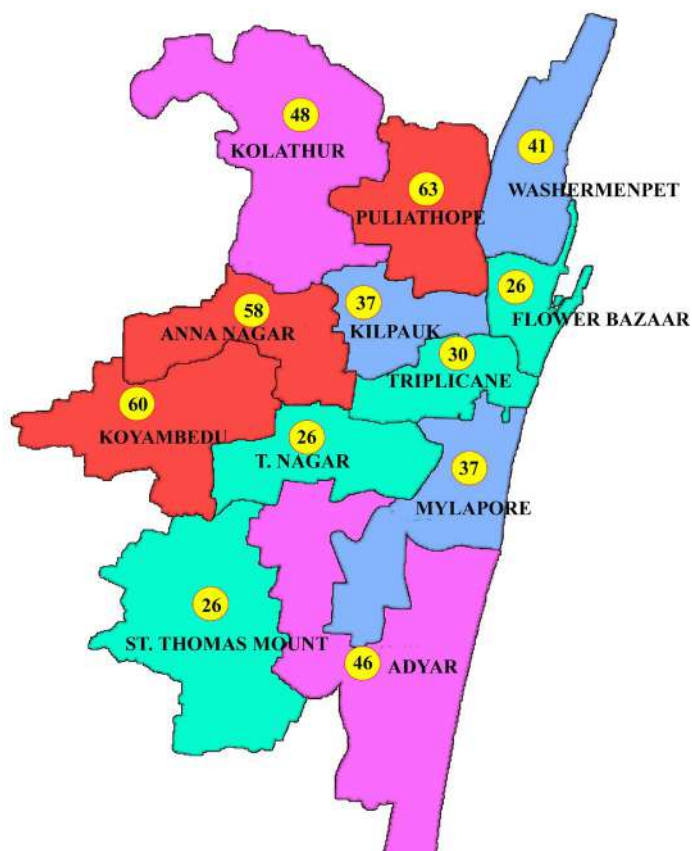 48
KOLATHUR
41
WASHERMENPET
63
PULIATHOPE
26
FLOWER BAZAAR
58
ANNA NAGAR
37
KILPAUK
30
TRIPLICANE
60
KOYAMBEDU
26
T. NAGAR
37
MYLAPORE
26
ST. THOMAS MOUNT
46
ADYAR